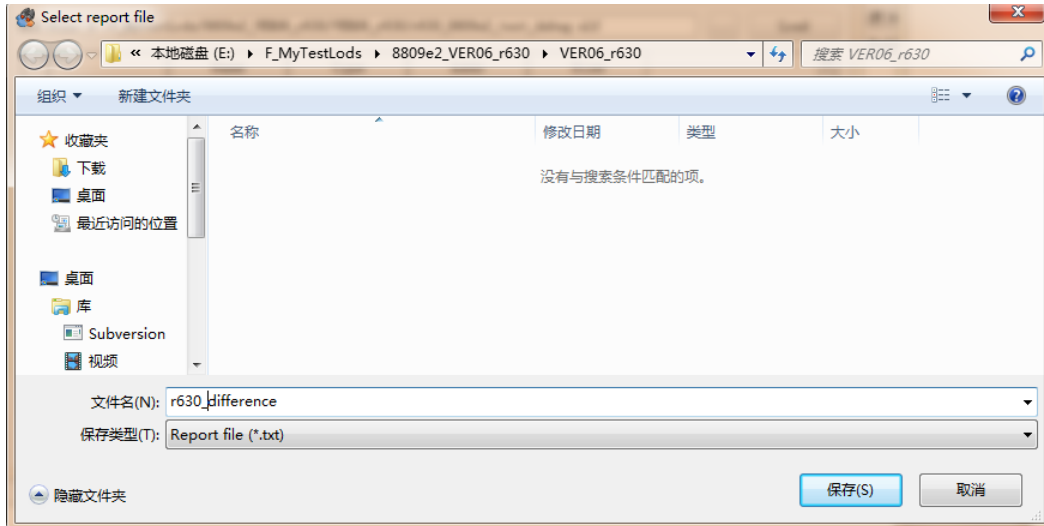 Select report file
« 本地磁盘 (E:) ▸ F_MyTestLods ▸ 8809e2_VER06_r630 ▸ VER06_r630
搜索 VER06_r630
组织 ▼ 新建文件夹
名称 修改日期 类型 大小
没有与搜索条件匹配的项。
收藏夹
下载
桌面
最近访问的位置
桌面
库
Subversion
视频
文件名(N): r630_difference
保存类型(T): Report file (*.txt)
隐藏文件夹
保存(S) 取消